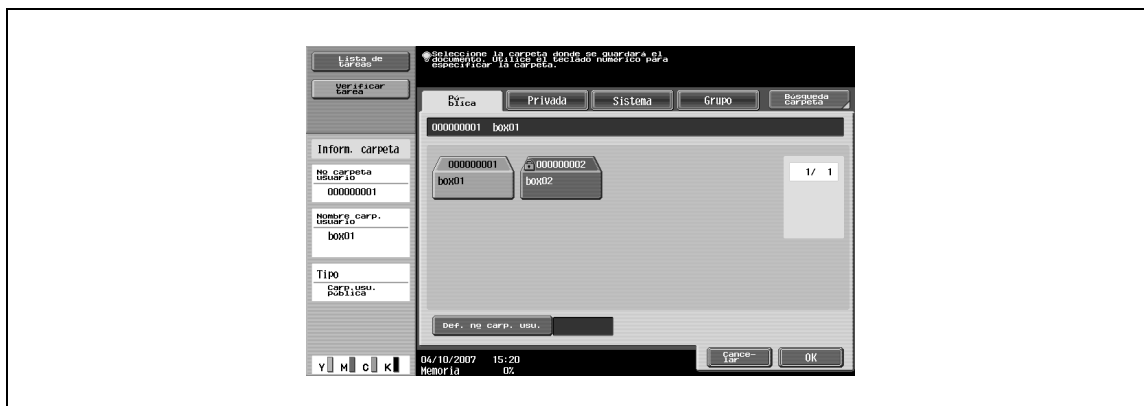 Lista de
tareas
Verificar
tarea
Seleccione la carpeta donde se guardará el
documento. Utilice el teclado numérico para
especificar la carpeta.
Pú-
blica
Privada
Sistema
Grupo
Búsqueda
carpeta
000000001 box01
Inform. carpeta
No carpeta
usuario
000000001
Nombre carp.
usuario
box01
Tipo
Carp.usu.
pública
000000001
box01
000000002
box02
1/ 1
Def. no carp. usu.
Y M C K
04/10/2007 15:20
Memoria 0%
Cance-
lar
OK